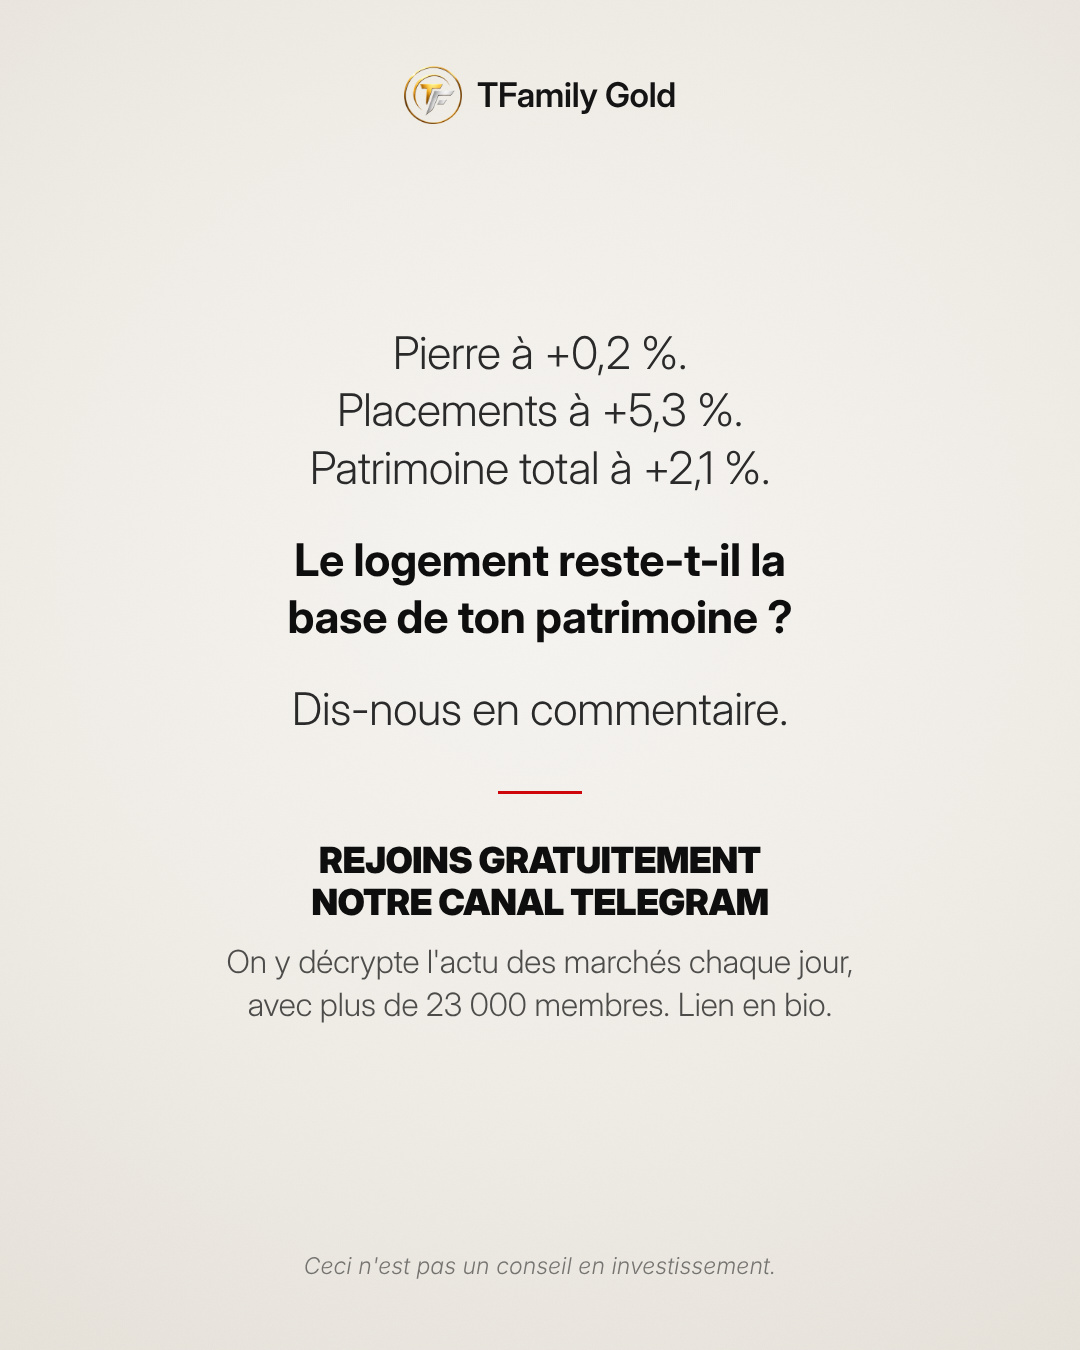 TF TFamily Gold
Pierre à +0,2 %.
Placements à +5,3 %.
Patrimoine total à +2,1 %.
Le logement reste-t-il la
base de ton patrimoine ?
Dis-nous en commentaire.
REJOINS GRATUITEMENT
NOTRE CANAL TELEGRAM
On y décrypte l'actu des marchés chaque jour,
avec plus de 23 000 membres. Lien en bio.
Ceci n'est pas un conseil en investissement.